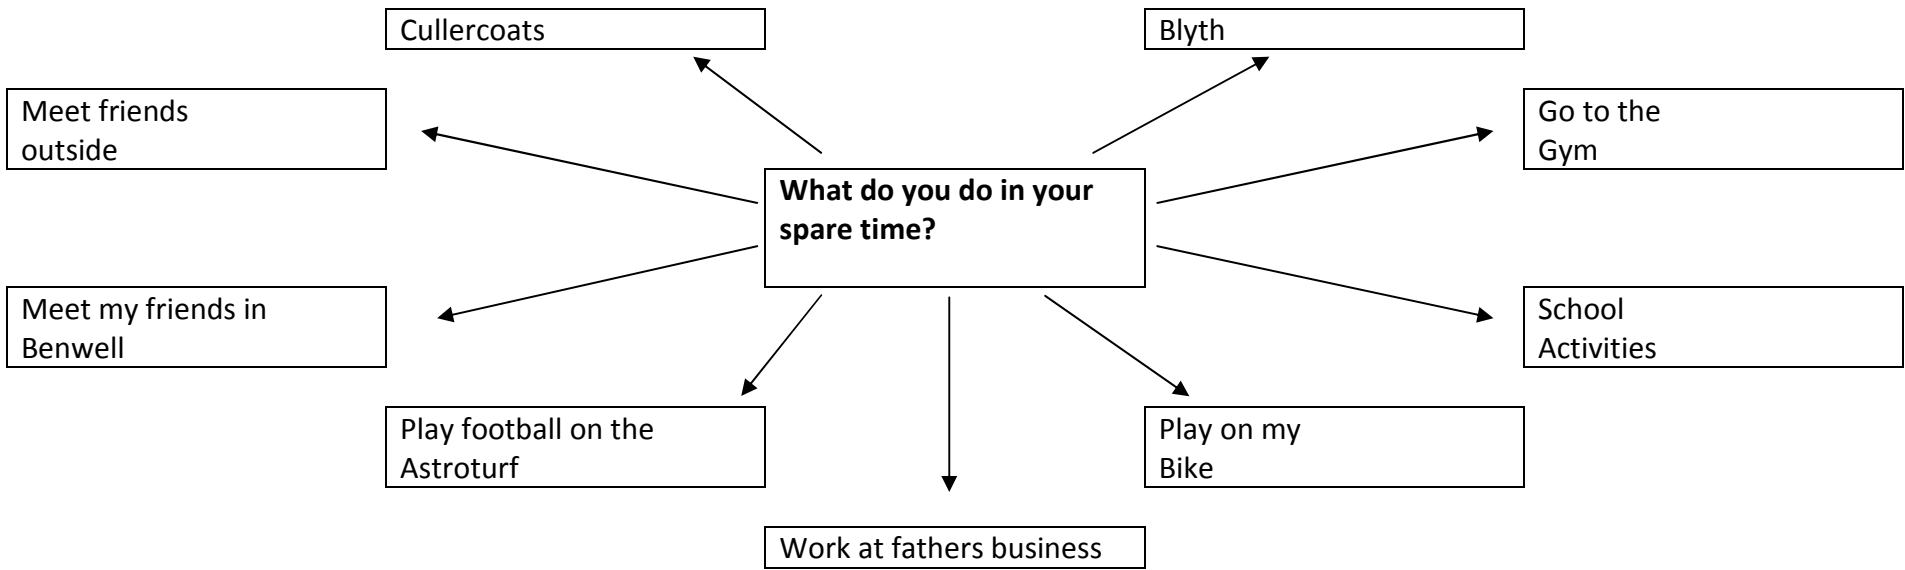 Cullercoats
Blyth
Meet friends
outside
Go to the
Gym
What do you do in your
spare time?
Meet my friends in
Benwell
School
Activities
Play football on the
Astroturf
Play on my
Bike
Work at fathers business